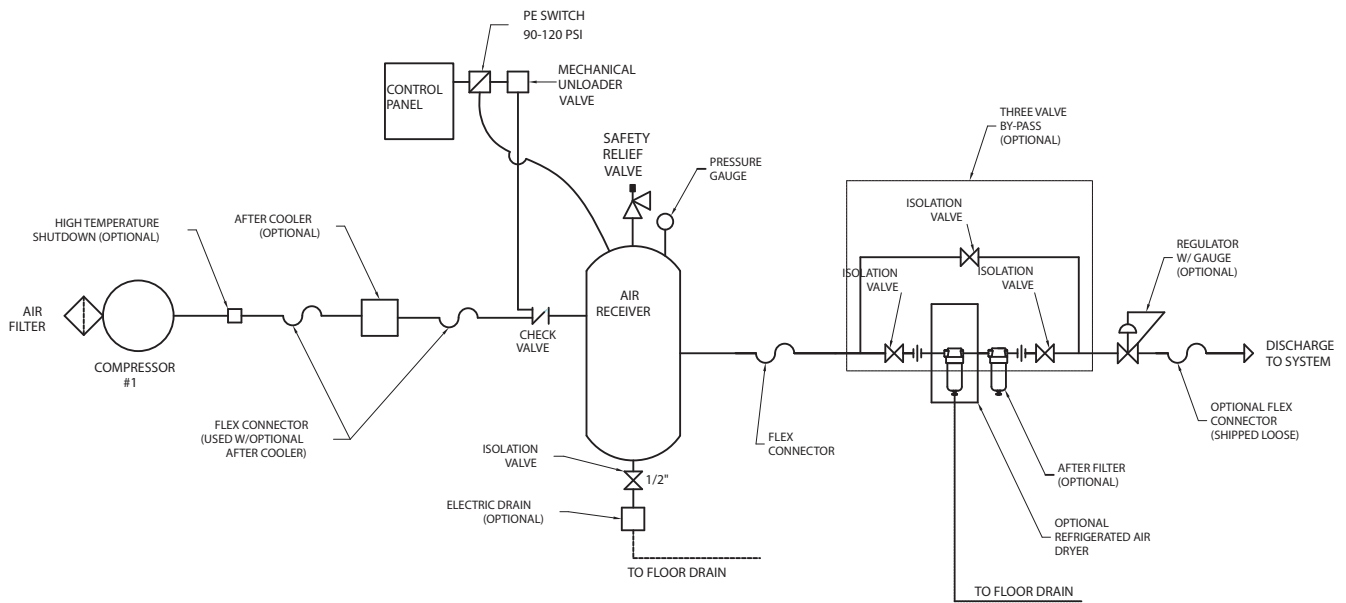 PE SWITCH
90-120 PSI
MECHANICAL
UNLOADER
VALVE
CONTROL
PANEL
THREE VALVE
BY-PASS
(OPTIONAL)
SAFETY
RELIEF
VALVE
PRESSURE
GAUGE
HIGH TEMPERATURE
SHUTDOWN (OPTIONAL)
AFTER COOLER
(OPTIONAL)
ISOLATION
VALVE
REGULATOR
W/ GAUGE
(OPTIONAL)
ISOLATION
VALVE
ISOLATION
VALVE
AIR
FILTER
AIR
RECEIVER
CHECK
VALVE
COMPRESSOR
#1
DISCHARGE
TO SYSTEM
FLEX CONNECTOR
(USED W/OPTIONAL
AFTER COOLER)
FLEX
CONNECTOR
OPTIONAL FLEX
CONNECTOR
(SHIPPED LOOSE)
ISOLATION
VALVE
1/2"
AFTER FILTER
(OPTIONAL)
ELECTRIC DRAIN
(OPTIONAL)
OPTIONAL
REFRIGERATED AIR
DRYER
TO FLOOR DRAIN
TO FLOOR DRAIN